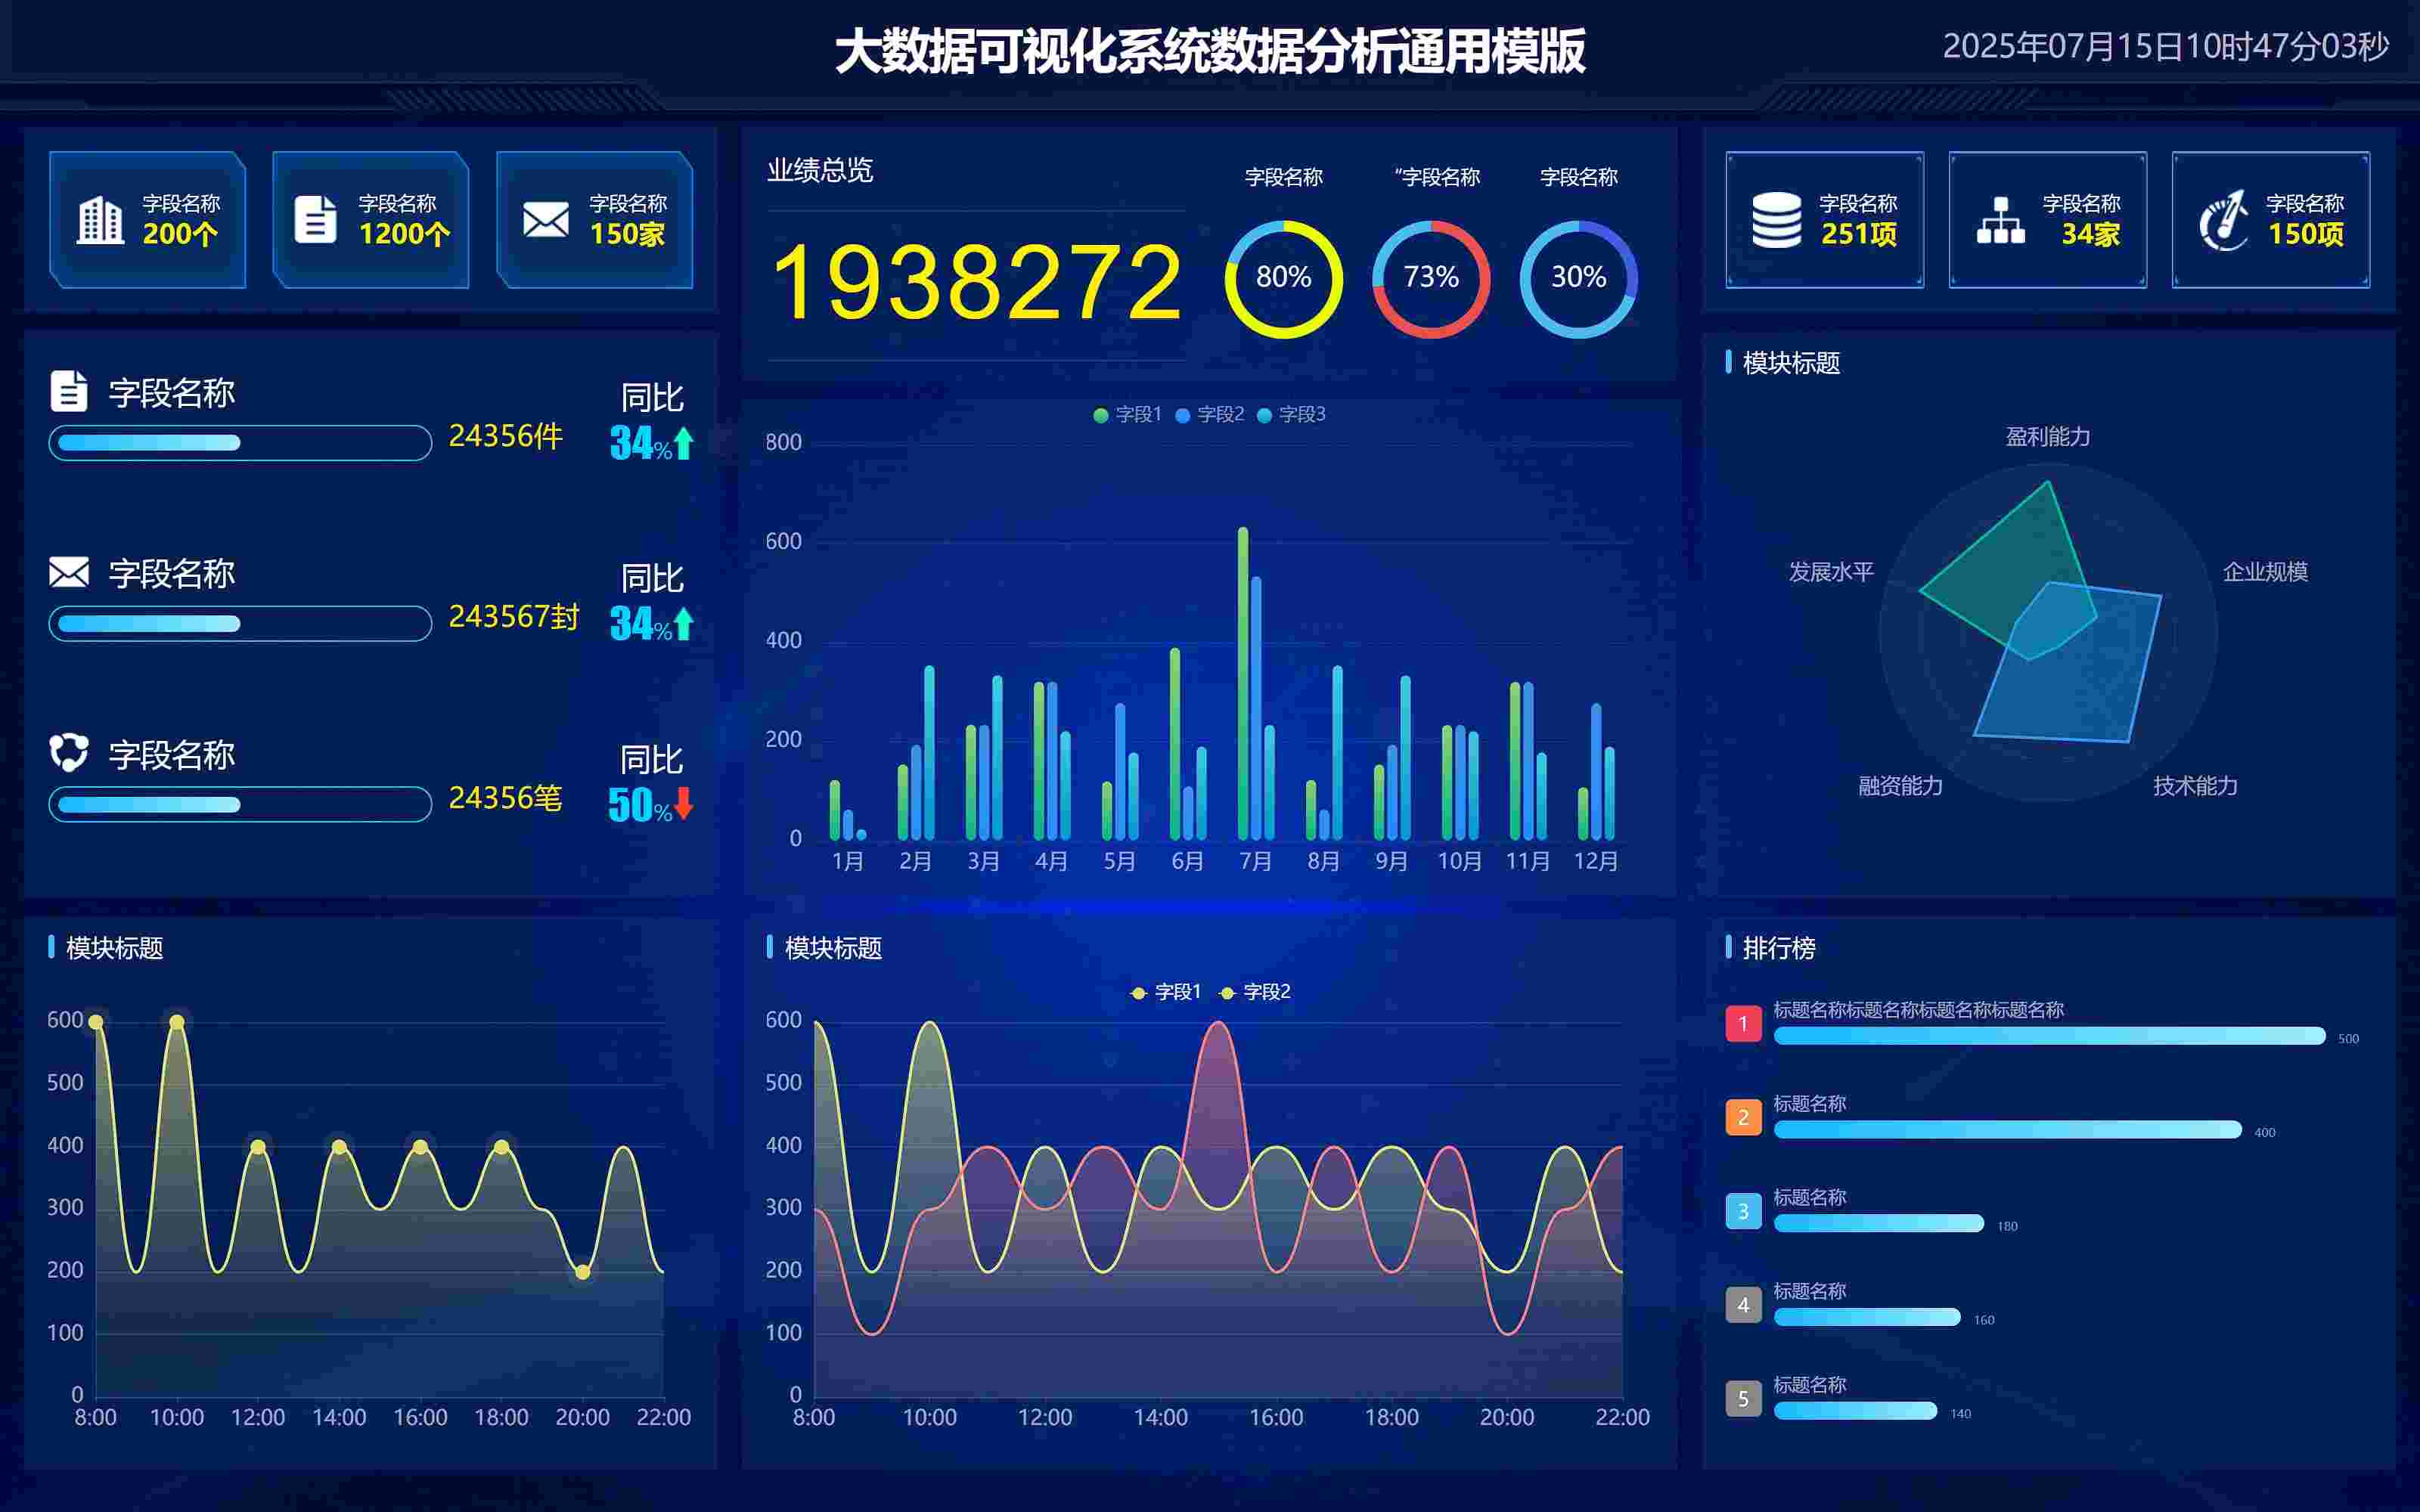 大数据可视化系统数据分析通用模版
2025年07月15日10时47分03秒
字段名称
200个
字段名称
1200个
字段名称
150家
字段名称
24356件
同比
34%
字段名称
243567封
同比
34%
字段名称
24356笔
同比
50%
模块标题
600
500
400
300
200
100
0
8:00 10:00 12:00 14:00 16:00 18:00 20:00 22:00
业绩总览
1938272
字段名称 “字段名称 字段名称
80% 73% 30%
字段1 字段2 字段3
800
600
400
200
0
1月 2月 3月 4月 5月 6月 7月 8月 9月 10月 11月 12月
模块标题
字段1 字段2
600
500
400
300
200
100
0
8:00 10:00 12:00 14:00 16:00 18:00 20:00 22:00
字段名称
251项
字段名称
34家
字段名称
150项
模块标题
盈利能力
发展水平
企业规模
融资能力
技术能力
排行榜
标题名称标题名称标题名称标题名称
1 500
标题名称
2 400
标题名称
3 180
标题名称
4 160
标题名称
5 140